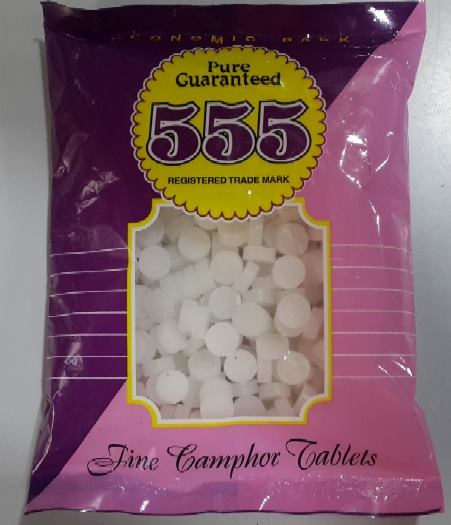 ECONOMIC PACK
Pure
Guaranteed
555
REGISTERED TRADE MARK
Fine Camphor Tablets